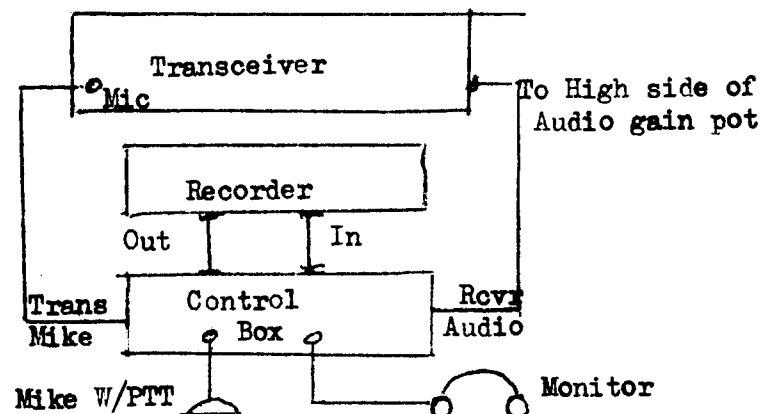 Transceiver
Mic
To High side of
Audio gain pot
Recorder
Out
In
Control
Box
Trans
Mike
Rcvr
Audio
Mike W/PTT
Monitor